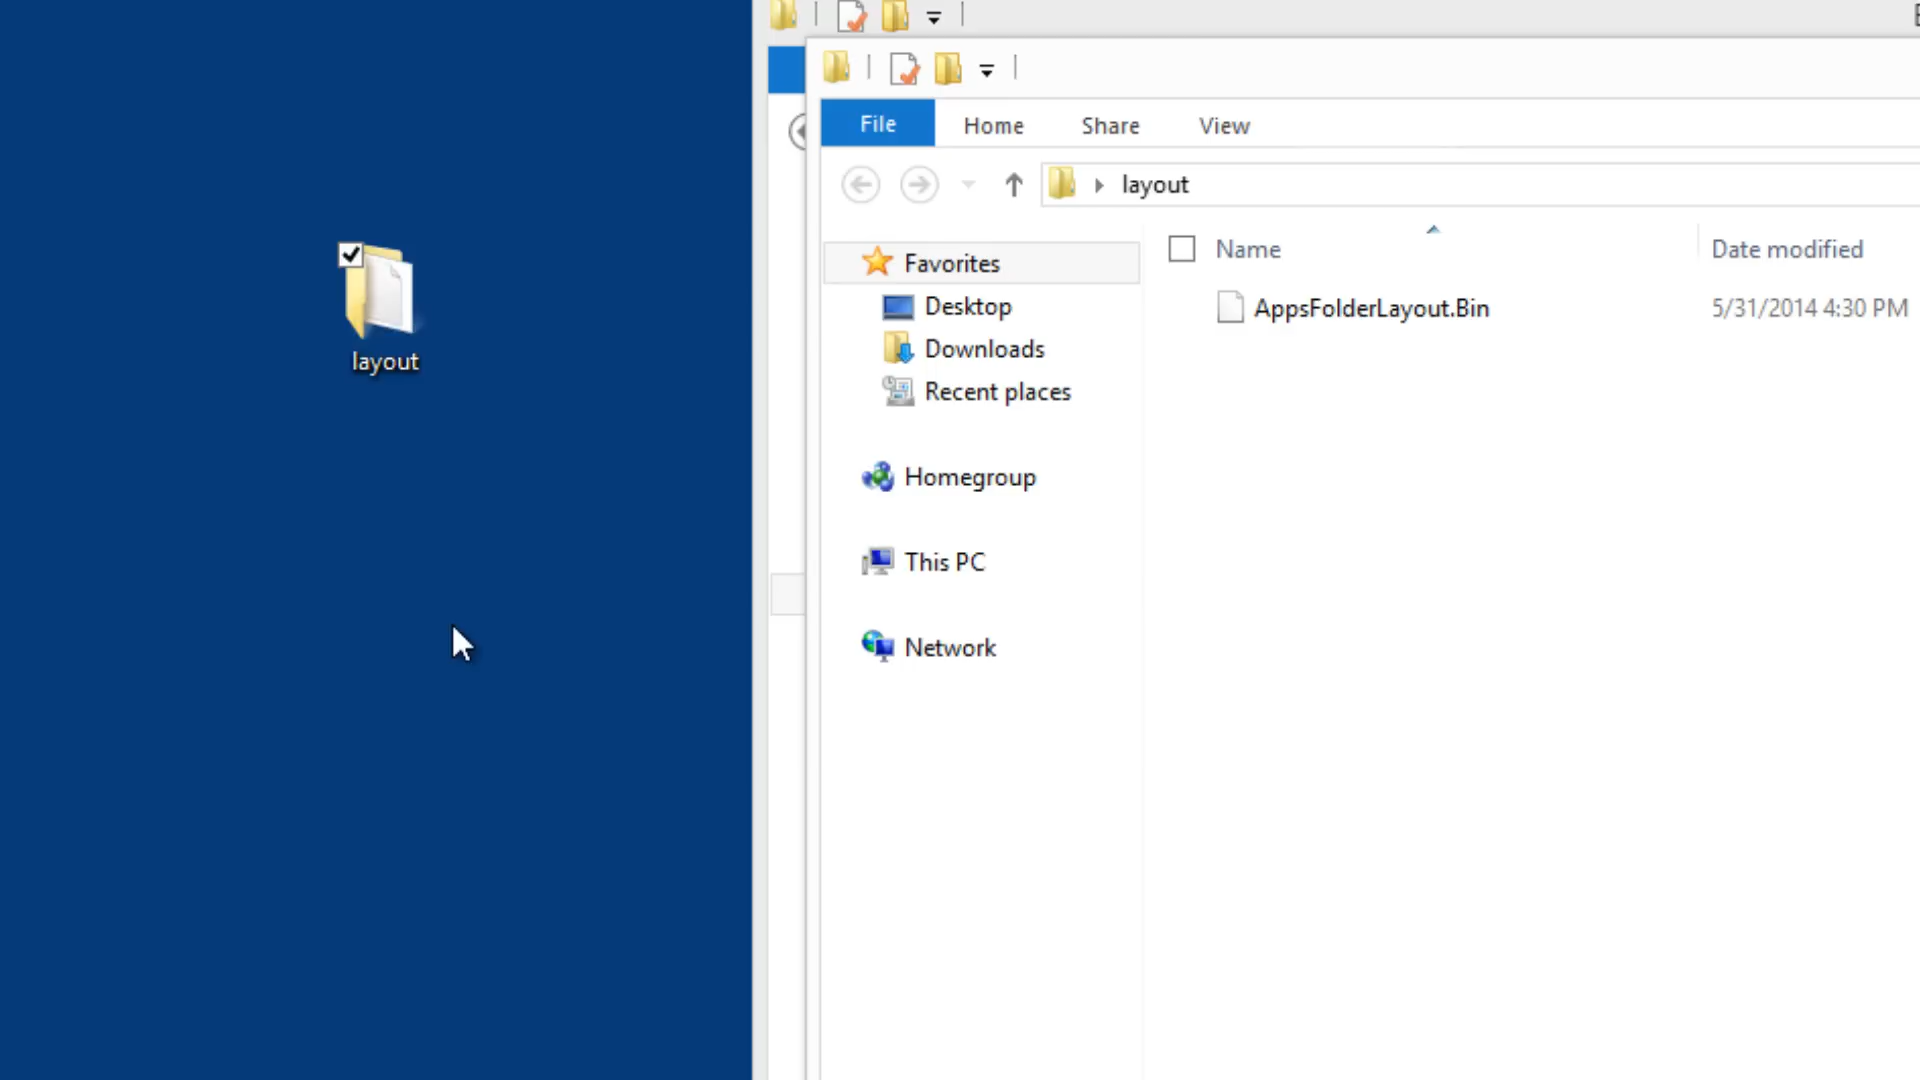 layout
File Home Share View
layout
Name Date modified
AppsFolderLayout.Bin 5/31/2014 4:30 PM
Favorites
Desktop
Downloads
Recent places
Homegroup
This PC
Network